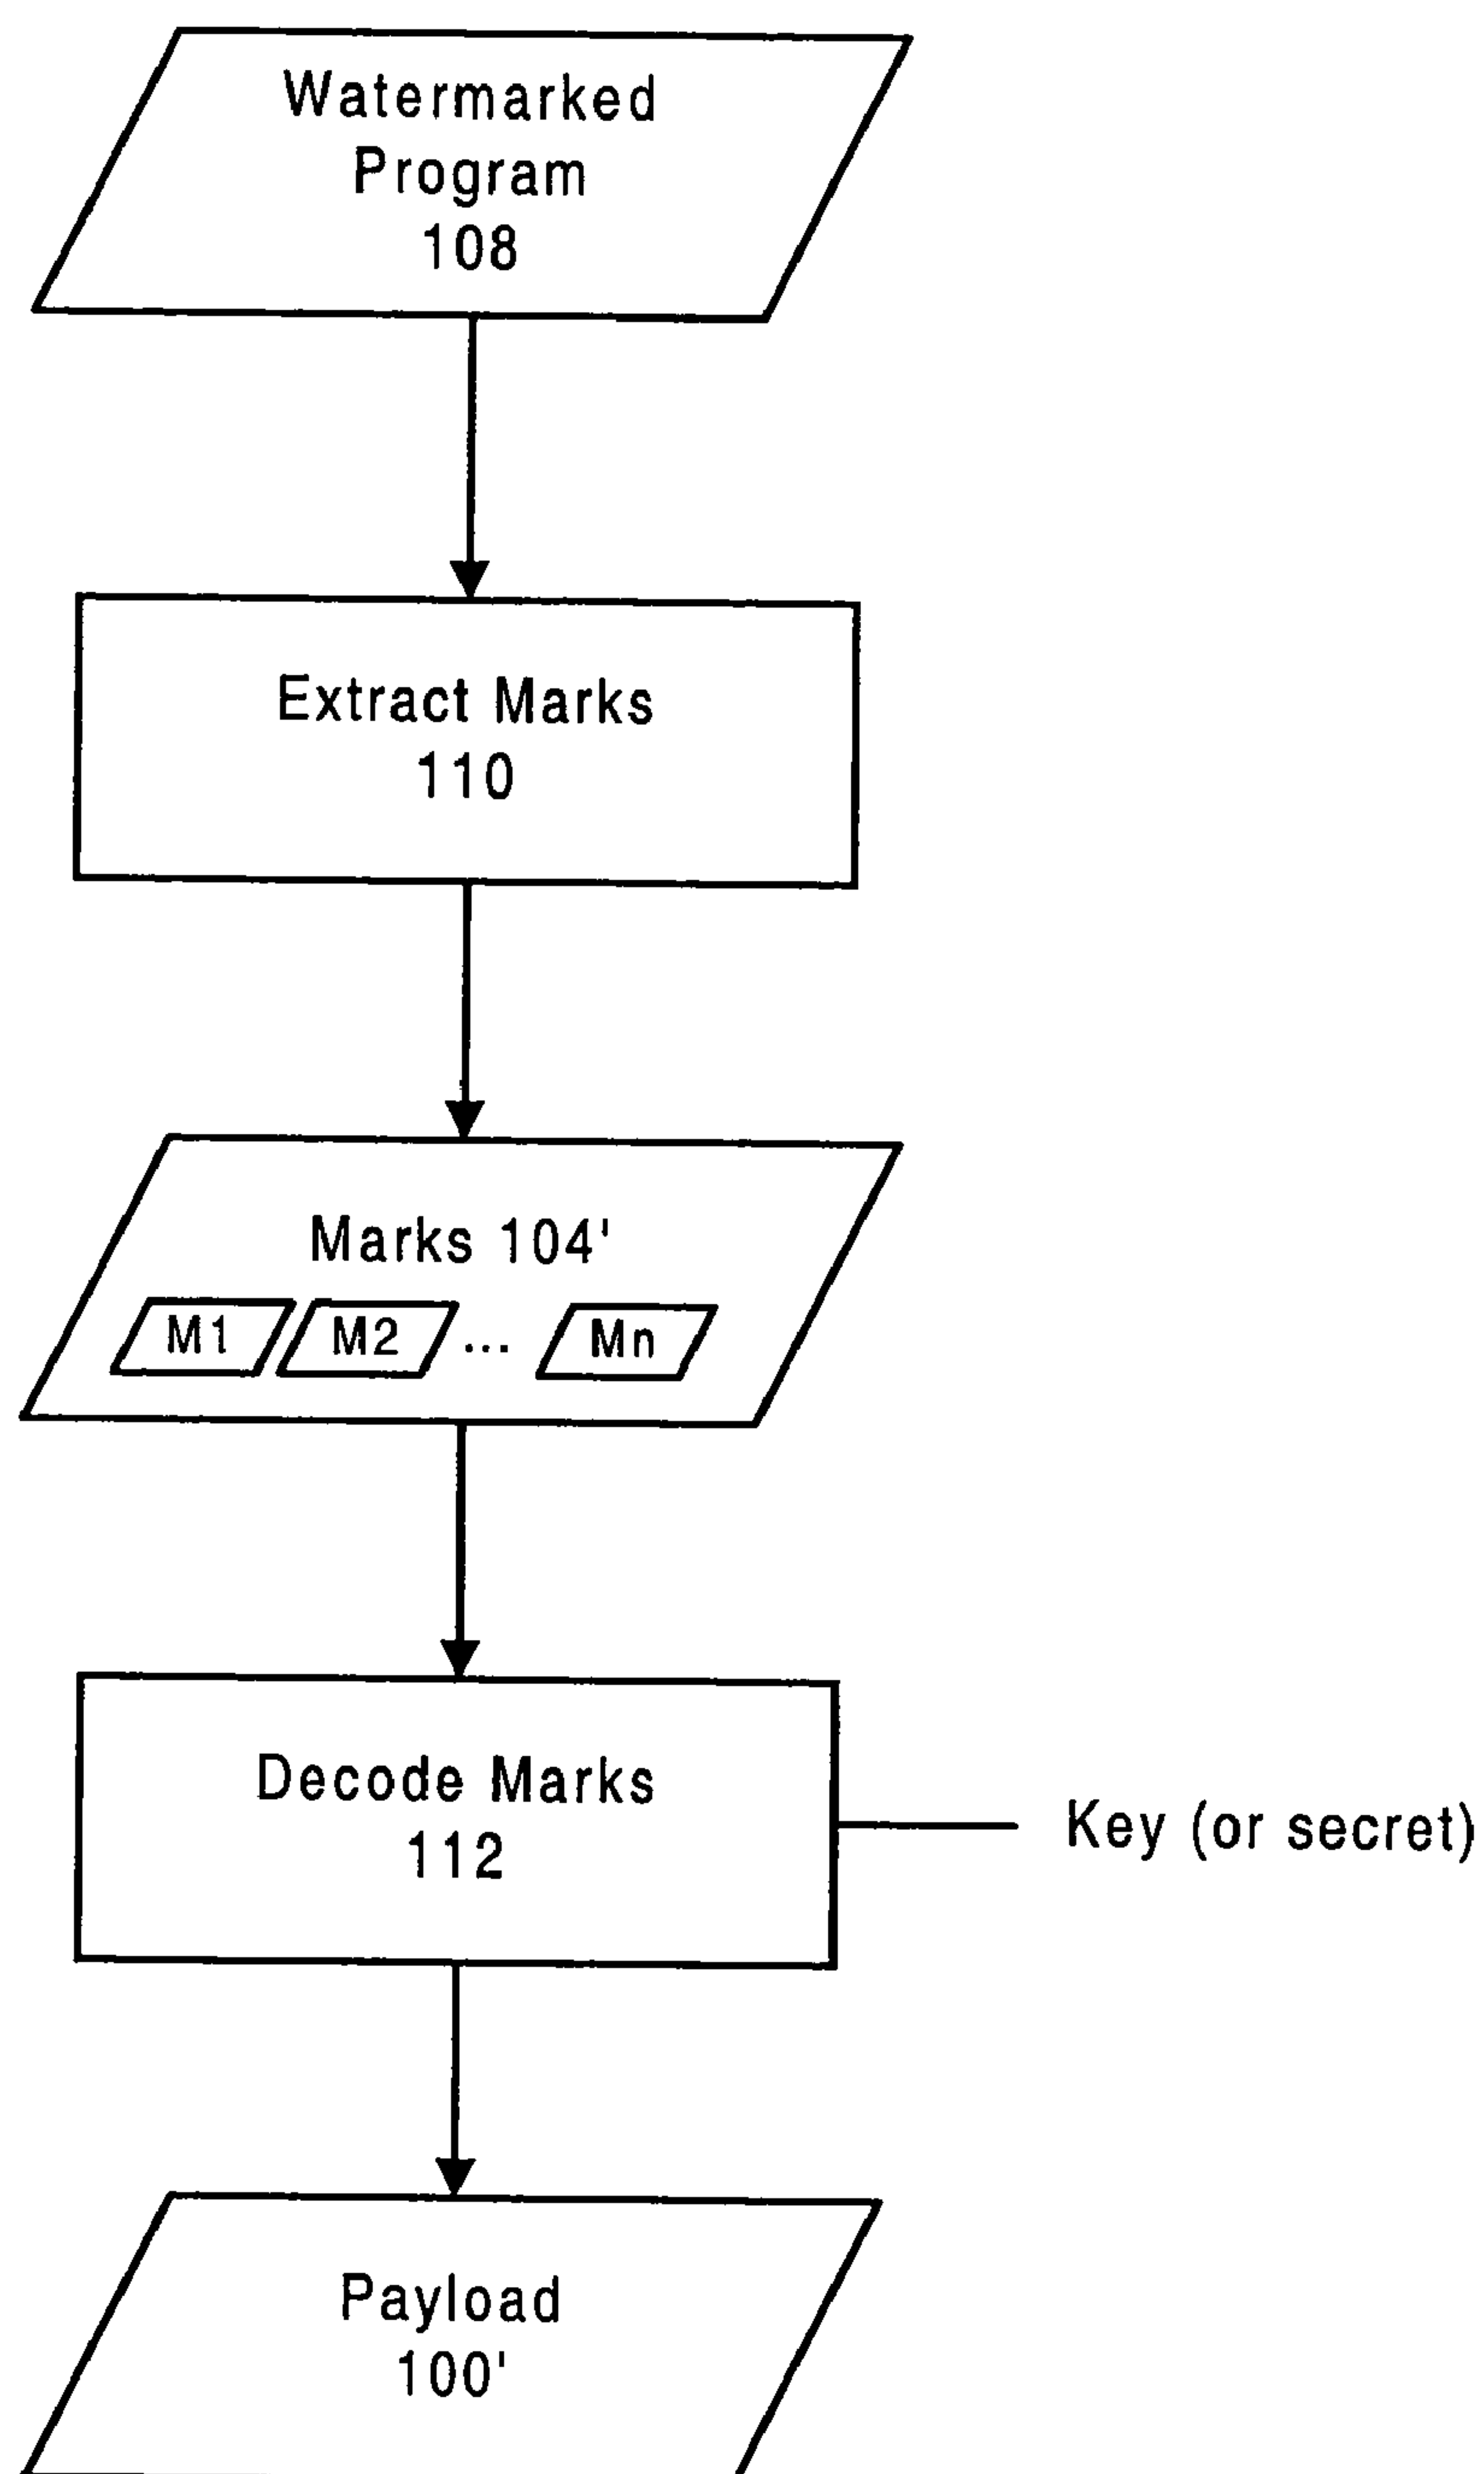 Watermarked
Program
108
Extract Marks
110
Marks 104'
M1 M2 ... Mn
Decode Marks
112
Key (or secret)
Payload
100'